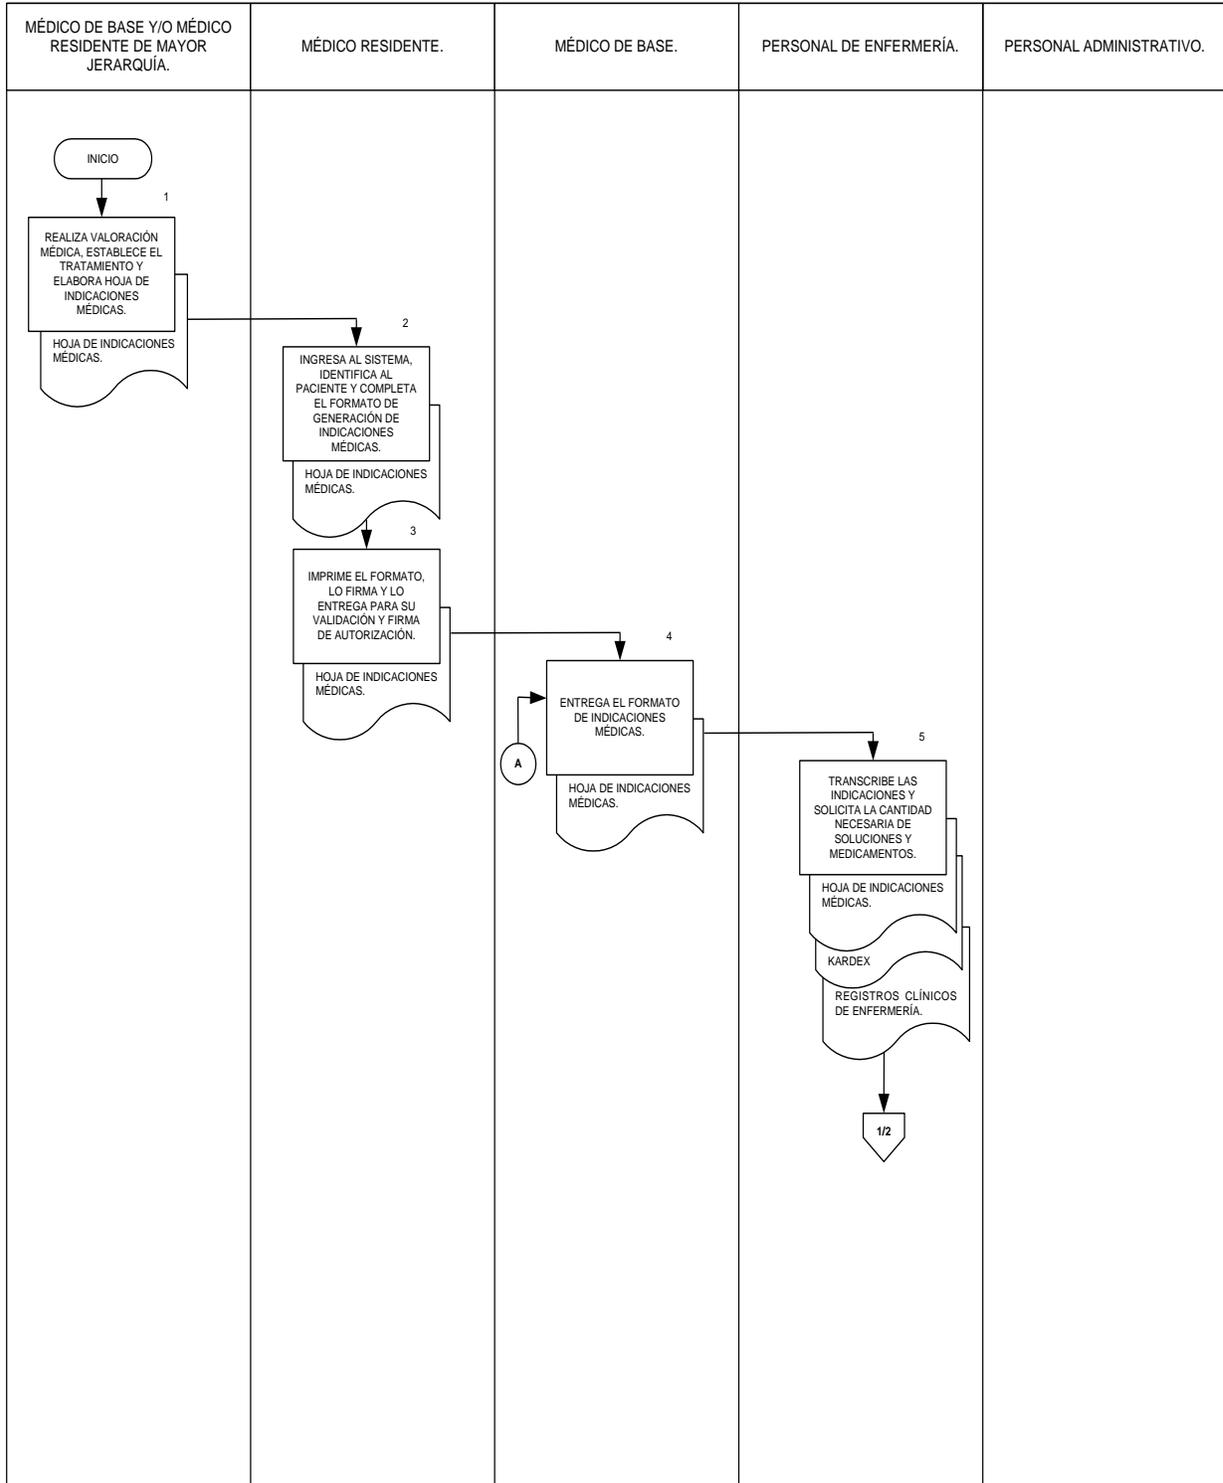 MÉDICO DE BASE Y/O MÉDICO
RESIDENTE DE MAYOR
JERARQUÍA.
MÉDICO RESIDENTE.
MÉDICO DE BASE.
PERSONAL DE ENFERMERÍA.
PERSONAL ADMINISTRATIVO.
INICIO
1
REALIZA VALORACIÓN
MÉDICA, ESTABLECE EL
TRATAMIENTO Y
ELABORA HOJA DE
INDICACIONES
MÉDICAS.
HOJA DE INDICACIONES
MÉDICAS.
2
INGRESA AL SISTEMA,
IDENTIFICA AL
PACIENTE Y COMPLETA
EL FORMATO DE
GENERACIÓN DE
INDICACIONES
MÉDICAS.
HOJA DE INDICACIONES
MÉDICAS.
3
IMPRIME EL FORMATO,
LO FIRMA Y LO
ENTREGA PARA SU
VALIDACIÓN Y FIRMA
DE AUTORIZACIÓN.
HOJA DE INDICACIONES
MÉDICAS.
4
ENTREGA EL FORMATO
DE INDICACIONES
MÉDICAS.
A
HOJA DE INDICACIONES
MÉDICAS.
5
TRANSCRIBE LAS
INDICACIONES Y
SOLICITA LA CANTIDAD
NECESARIA DE
SOLUCIONES Y
MEDICAMENTOS.
HOJA DE INDICACIONES
MÉDICAS.
KARDEX
REGISTROS CLÍNICOS
DE ENFERMERÍA.
1/2